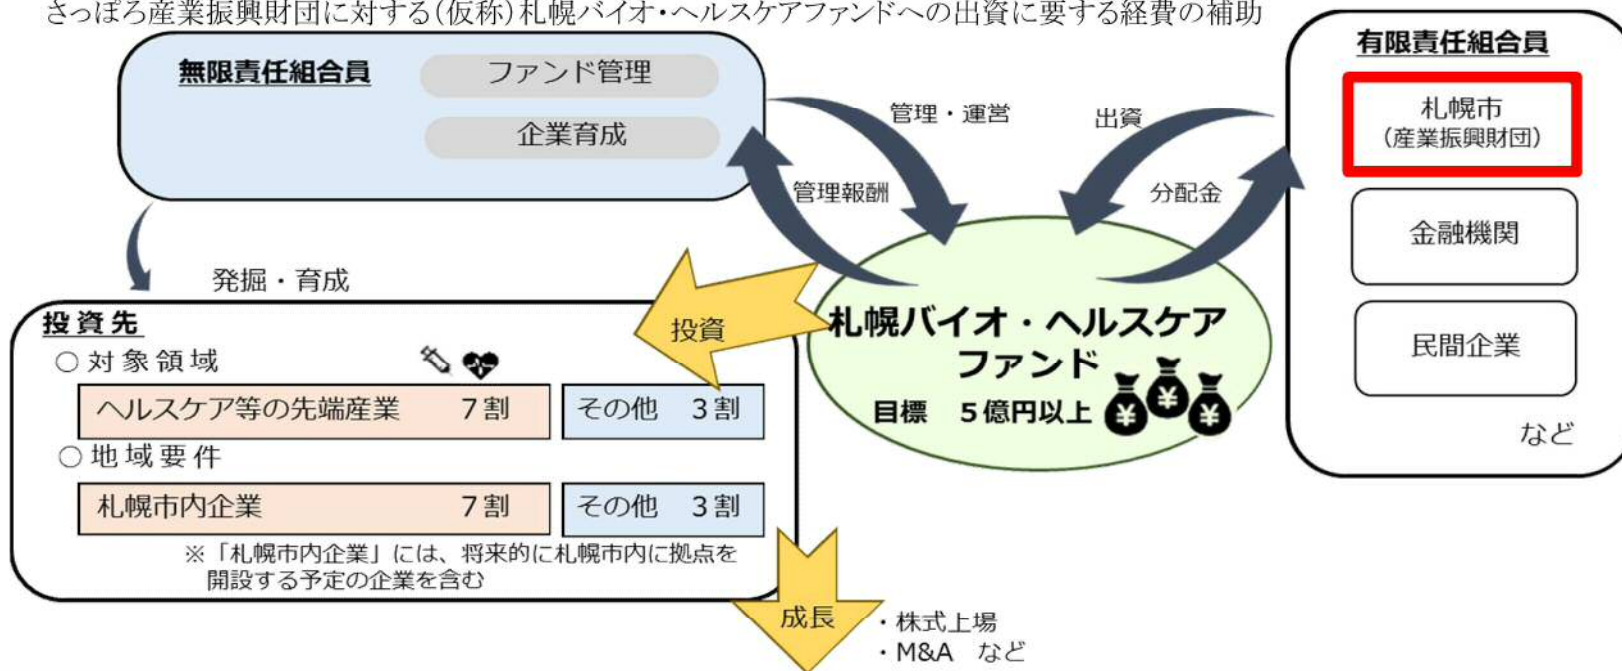 さっぽろ産業振興財団に対する(仮称)札幌バイオ・ヘルスケアファンドへの出資に要する経費の補助
無限責任組合員
ファンド管理
企業育成
管理・運営
管理報酬
出資
分配金
有限責任組合員
札幌市
(産業振興財団)
金融機関
民間企業
など
発掘・育成
投資
札幌バイオ・ヘルスケア
ファンド
目標 5億円以上
¥ ¥ ¥
投資先
○対象領域
ヘルスケア等の先端産業 7割 その他 3割
○地域要件
札幌市内企業 7割 その他 3割
※「札幌市内企業」には、将来的に札幌市内に拠点を
開設する予定の企業を含む
成長
・株式上場
・M&A など